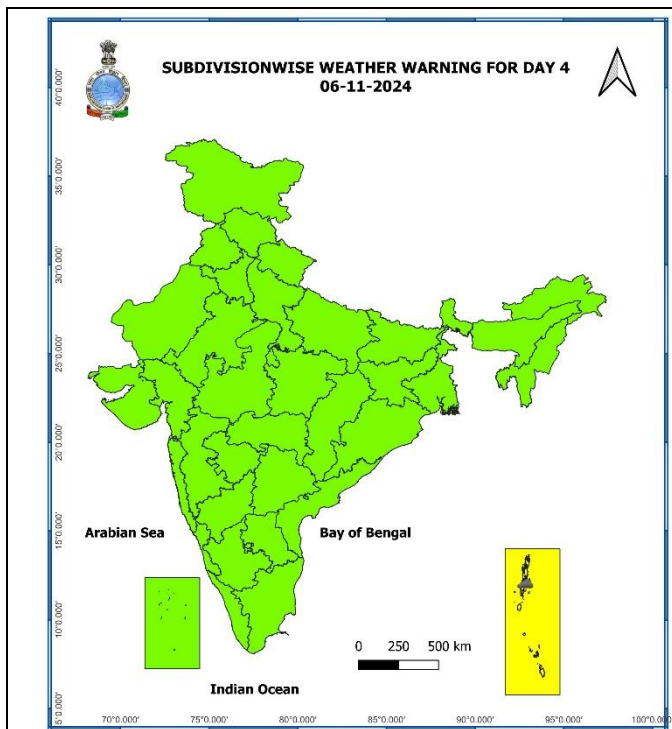 SUBDIVISIONWISE WEATHER WARNING FOR DAY 4
06-11-2024
40°0.000'
35°0.000'
30°0.000'
25°0.000'
20°0.000'
15°0.000'
10°0.000'
5°0.000'
Arabian Sea
Bay of Bengal
0 250 500 km
Indian Ocean
70°0.000' 75°0.000' 80°0.000' 85°0.000' 90°0.000' 95°0.000' 100°0.000'